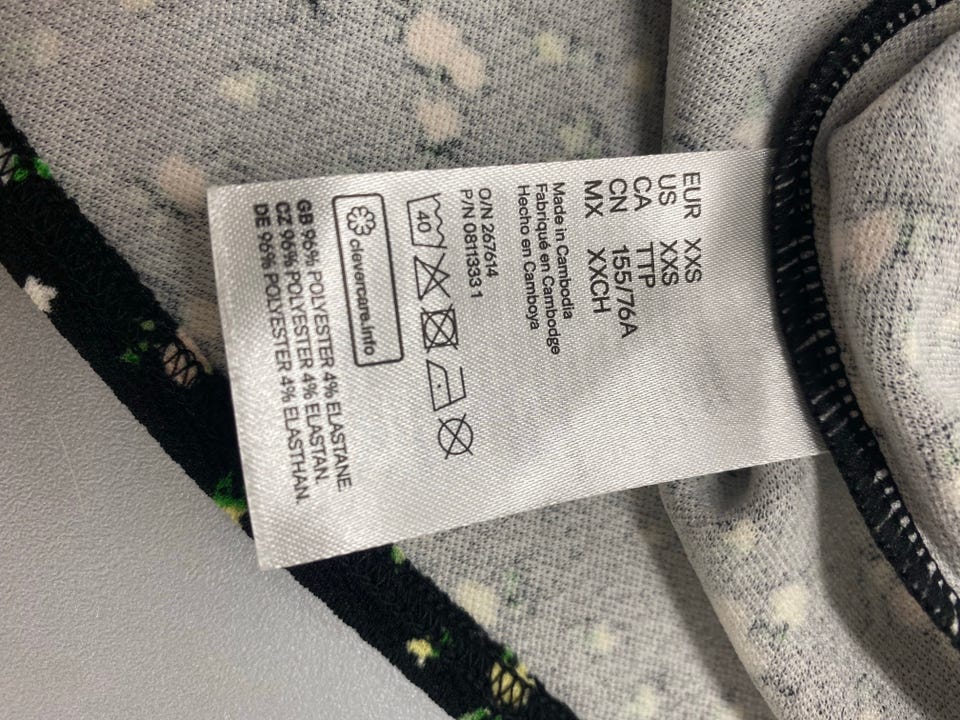 EUR XXS
US XXS
CA TTP
CN 155/76A
MX XXCH
Made in Cambodia
Fabriqué en Cambodge
Hecho en Camboya
O/N 267614
P/N 0811333 1
40
clevercare.info
GB 96% POLYESTER 4% ELASTANE.
CZ 96% POLYESTER 4% ELASTAN.
DE 96% POLYESTER 4% ELASTHAN.